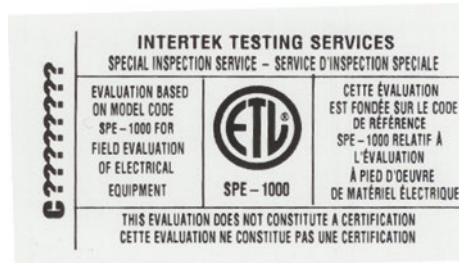 INTERTEK TESTING SERVICES
SPECIAL INSPECTION SERVICE – SERVICE D'INSPECTION SPECIALE
EVALUATION BASED
ON MODEL CODE
SPE–1000 FOR
FIELD EVALUATION
OF ELECTRICAL
EQUIPMENT
ETL®
SPE–1000
CETTE ÉVALUATION
EST FONDÉE SUR LE CODE
DE RÉFÉRENCE
SPE–1000 RELATIF À
L'ÉVALUATION
À PIED D'OEUVRE
DE MATÉRIEL ÉLECTRIQUE
THIS EVALUATION DOES NOT CONSTITUTE A CERTIFICATION
CETTE EVALUATION NE CONSTITUE PAS UNE CERTIFICATION